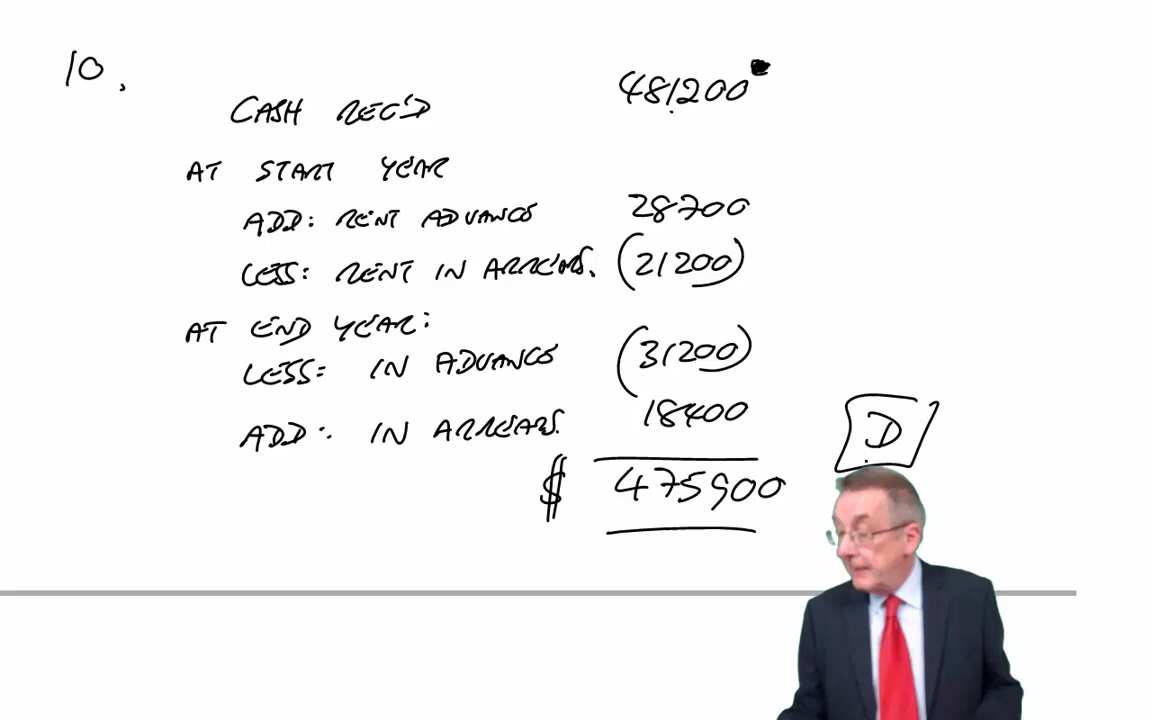 10,
CASH REC'D 481200
AT START YEAR
ADD: RENT ADVANCE 28700
LESS: RENT IN ARREARS. (21200)
AT END YEAR:
LESS: IN ADVANCE (31200)
ADD: IN ARREARS. 18400
$ 475900
D